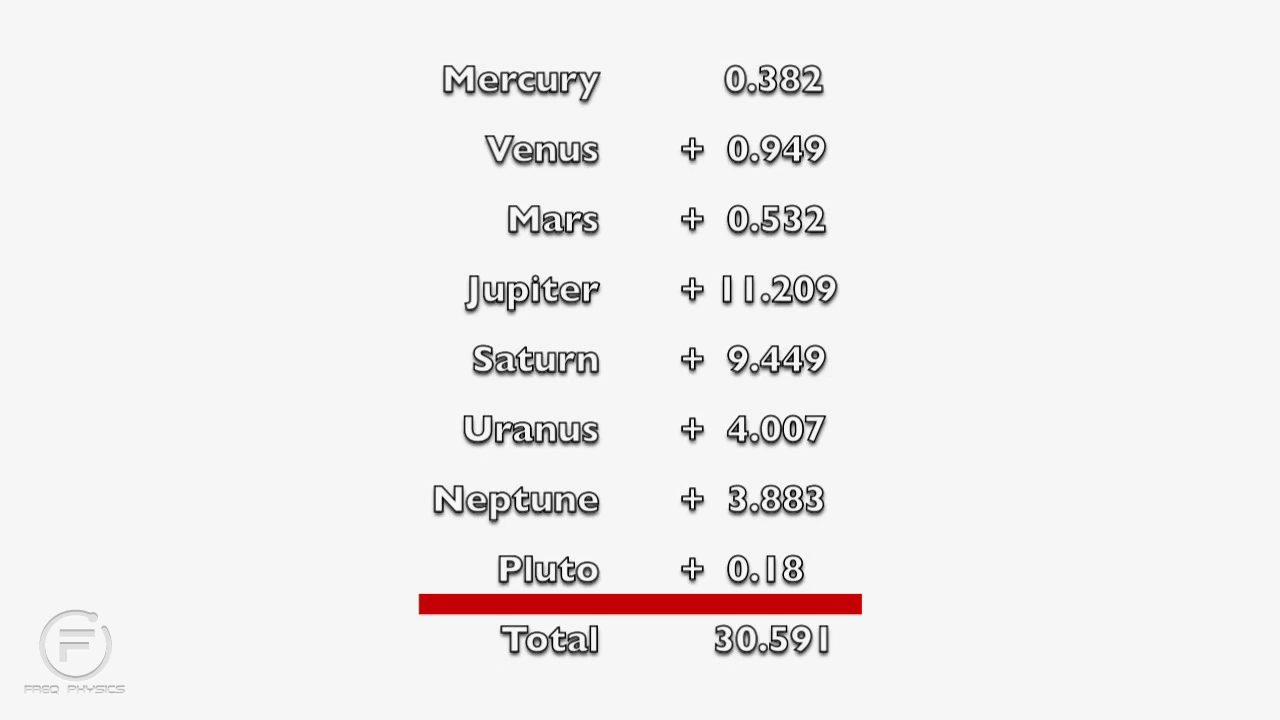 Mercury 0.382
Venus + 0.949
Mars + 0.532
Jupiter + 11.209
Saturn + 9.449
Uranus + 4.007
Neptune + 3.883
Pluto + 0.18
Total 30.591
F
FREQ PHYSICS